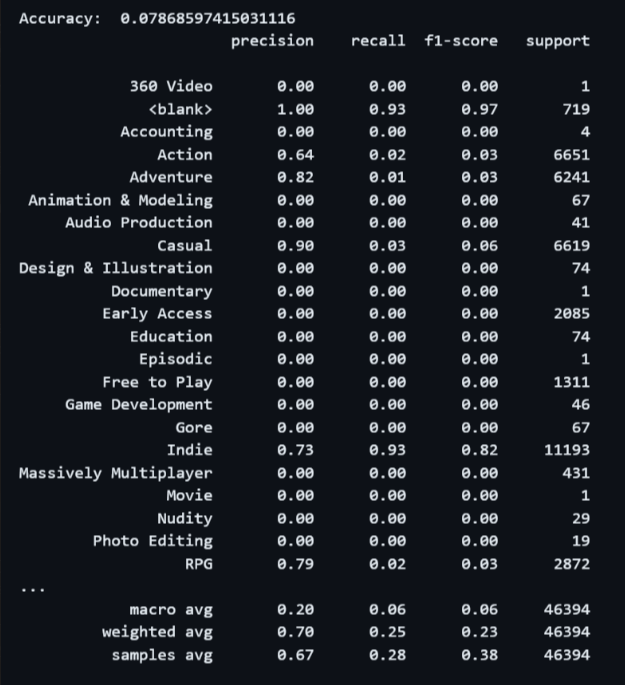 Accuracy: 0.07868597415031116
precision recall f1-score support
360 Video 0.00 0.00 0.00 1
<blank> 1.00 0.93 0.97 719
Accounting 0.00 0.00 0.00 4
Action 0.64 0.02 0.03 6651
Adventure 0.82 0.01 0.03 6241
Animation & Modeling 0.00 0.00 0.00 67
Audio Production 0.00 0.00 0.00 41
Casual 0.90 0.03 0.06 6619
Design & Illustration 0.00 0.00 0.00 74
Documentary 0.00 0.00 0.00 1
Early Access 0.00 0.00 0.00 2085
Education 0.00 0.00 0.00 74
Episodic 0.00 0.00 0.00 1
Free to Play 0.00 0.00 0.00 1311
Game Development 0.00 0.00 0.00 46
Gore 0.00 0.00 0.00 67
Indie 0.73 0.93 0.82 11193
Massively Multiplayer 0.00 0.00 0.00 431
Movie 0.00 0.00 0.00 1
Nudity 0.00 0.00 0.00 29
Photo Editing 0.00 0.00 0.00 19
RPG 0.79 0.02 0.03 2872
...
macro avg 0.20 0.06 0.06 46394
weighted avg 0.70 0.25 0.23 46394
samples avg 0.67 0.28 0.38 46394